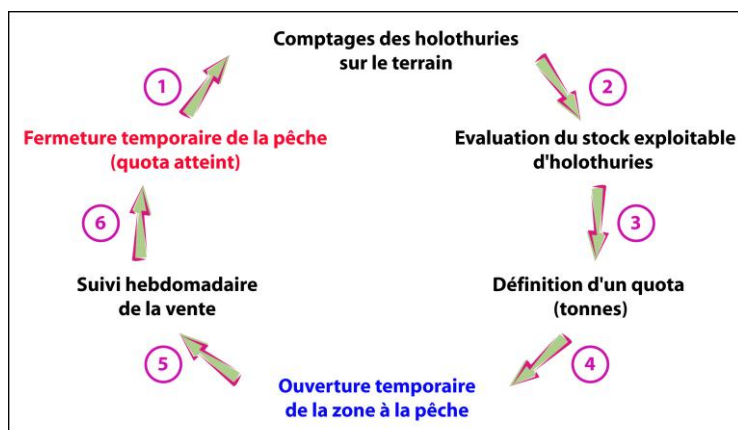 Comptages des holothuries
sur le terrain
1
2
Fermeture temporaire de la pêche
(quota atteint)
Evaluation du stock exploitable
d'holothuries
6
3
Suivi hebdomadaire
de la vente
Définition d'un quota
(tonnes)
5
4
Ouverture temporaire
de la zone à la pêche